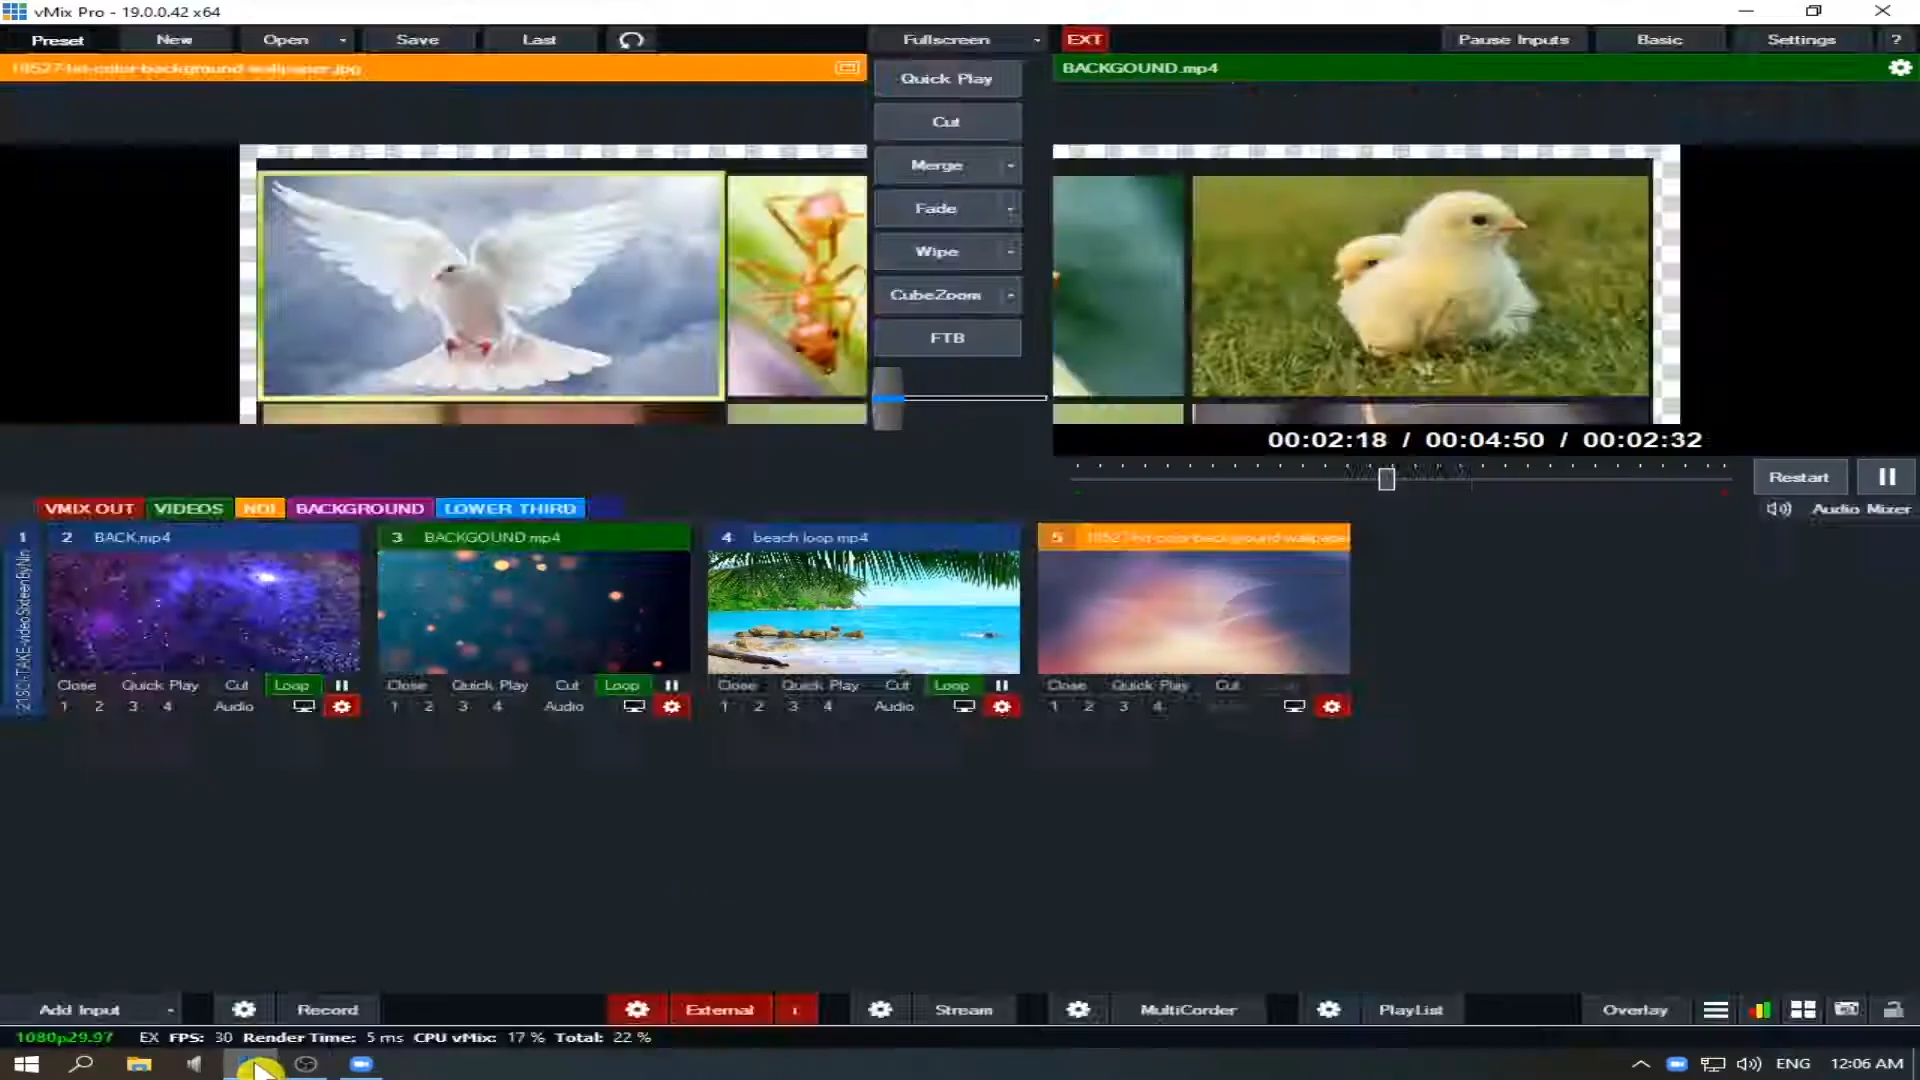 vMix Pro - 19.0.0.42 x64
Preset New Open Save Last Fullscreen EXT Pause Inputs Basic Settings ?
BACKGOUND.mp4
Quick Play
Cut
Merge
Fade
Wipe
CubeZoom
FTB
00:02:18 / 00:04:50 / 00:02:32
Restart
VMIX OUT VIDEOS NDI BACKGROUND LOWER THIRD
Audio Mixer
1 2 BACK.mp4 3 BACKGOUND.mp4 4 beach loop.mp4 5
Close Quick Play Cut Loop Close Quick Play Cut Loop Close Quick Play Cut Loop Close Quick Play Cut
1 2 3 4 Audio 1 2 3 4 Audio 1 2 3 4 Audio 1 2 3 4
Add Input Record External Stream MultiCorder PlayList Overlay
1080p29.97 EX FPS: 30 Render Time: 5 ms CPU vMix: 17 % Total: 22 %
ENG 12:06 AM